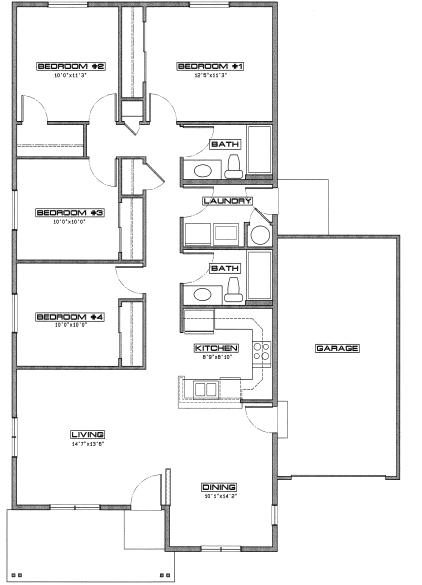 BEDROOM #2
10'0"x11'3"
BEDROOM #1
12'5"x11'3"
BATH
LAUNDRY
BEDROOM #3
10'0"x10'0"
BATH
BEDROOM #4
10'0"x10'0"
KITCHEN
8'9"x8'10"
GARAGE
LIVING
14'7"x13'6"
DINING
10'1"x14'2"